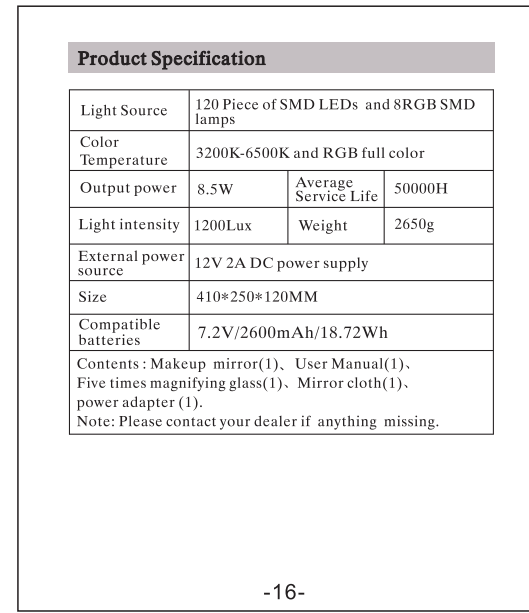 Product Specification
Light Source
120 Piece of SMD LEDs and 8RGB SMD
lamps
Color
Temperature
3200K-6500K and RGB full color
Output power
8.5W
Average
Service Life
50000H
Light intensity
1200Lux
Weight
2650g
External power
source
12V 2A DC power supply
Size
410*250*120MM
Compatible
batteries
7.2V/2600mAh/18.72Wh
Contents : Makeup mirror(1)、User Manual(1)、
Five times magnifying glass(1)、Mirror cloth(1)、
power adapter (1).
Note: Please contact your dealer if anything missing.
-16-